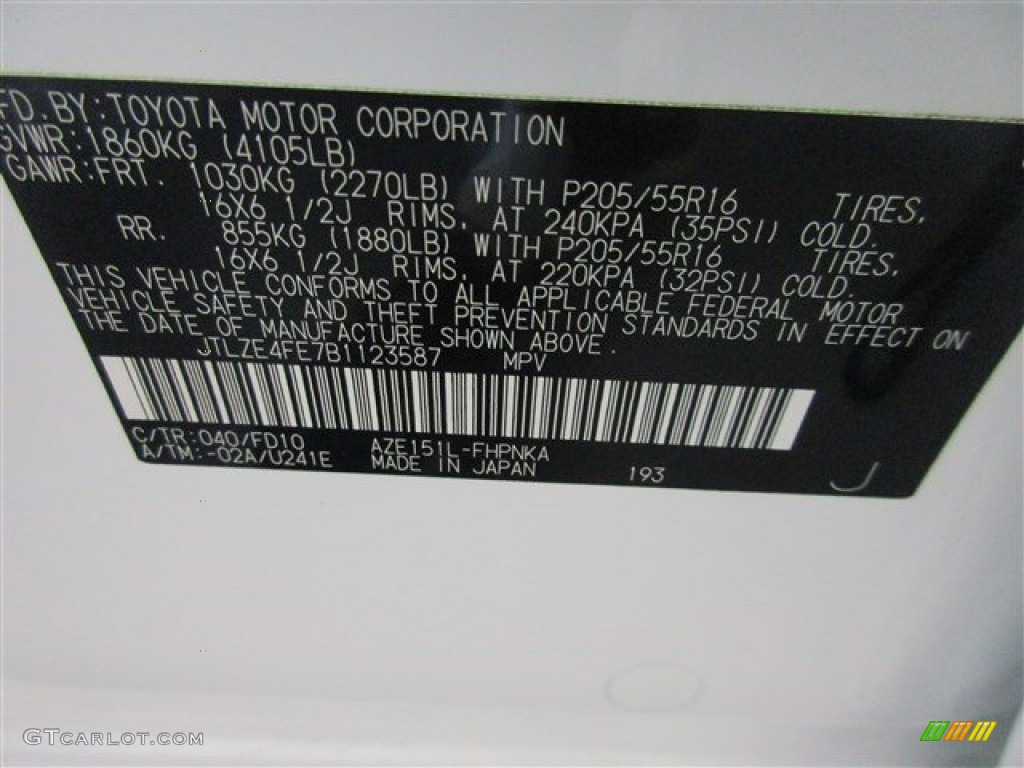 FD. BY: TOYOTA MOTOR CORPORATION
GVWR: 1860KG (4105LB)
GAWR: FRT. 1030KG (2270LB) WITH P205/55R16 TIRES,
16X6 1/2J RIMS, AT 240KPA (35PSI) COLD.
RR. 855KG (1880LB) WITH P205/55R16 TIRES,
16X6 1/2J RIMS, AT 220KPA (32PSI) COLD.
THIS VEHICLE CONFORMS TO ALL APPLICABLE FEDERAL MOTOR
VEHICLE SAFETY AND THEFT PREVENTION STANDARDS IN EFFECT ON
THE DATE OF MANUFACTURE SHOWN ABOVE.
JTLZE4FE7B1123587 MPV
C/TR: 040/FD10 AZE151L-FHPNKA
A/TM: -02A/U241E MADE IN JAPAN 193 J
GTCARLOT.COM